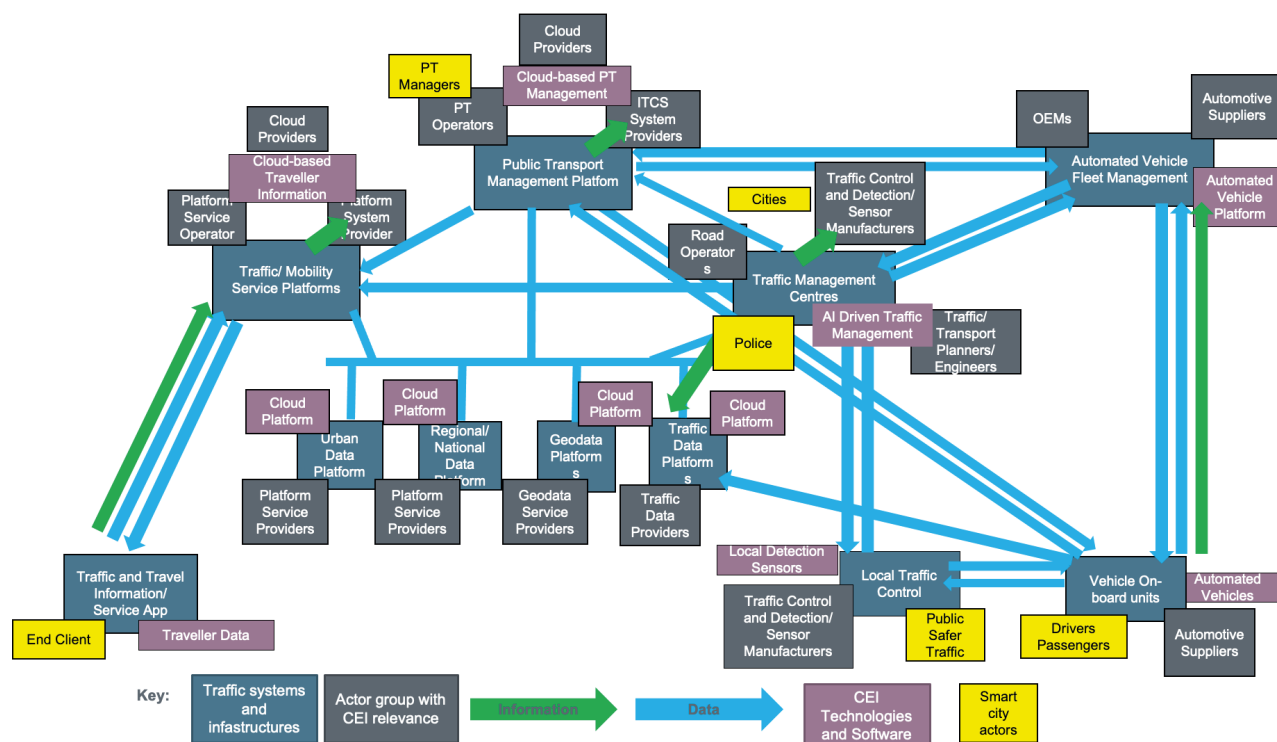 Cloud
Providers
PT
Managers
Cloud-based PT
Management
PT
Operators
ITCS
System
Providers
Public Transport
Management Platfom
Cloud
Providers
Cloud-based
Traveller
Information
Platform
Service
Operator
Platform
System
Provider
Traffic/ Mobility
Service Platforms
OEMs
Automotive
Suppliers
Automated Vehicle
Fleet Management
Automated
Vehicle
Platform
Cities
Traffic Control
and Detection/
Sensor
Manufacturers
Road
Operator
s
Traffic Management
Centres
AI Driven Traffic
Management
Traffic/
Transport
Planners/
Engineers
Police
Cloud
Platform
Cloud
Platform
Cloud
Platform
Cloud
Platform
Urban
Data
Platform
Regional/
National
Data
Platform
Geodata
Platform
s
Traffic
Data
Platform
s
Platform
Service
Providers
Platform
Service
Providers
Geodata
Service
Providers
Traffic
Data
Providers
Traffic and Travel
Information/
Service App
End Client
Traveller Data
Local Detection
Sensors
Local Traffic
Control
Traffic Control
and Detection/
Sensor
Manufacturers
Public
Safer
Traffic
Vehicle On-
board units
Automated
Vehicles
Drivers
Passengers
Automotive
Suppliers
Key:
Traffic systems
and
infastructures
Actor group with
CEI relevance
Information
Data
CEI
Technologies
and Software
Smart
city
actors